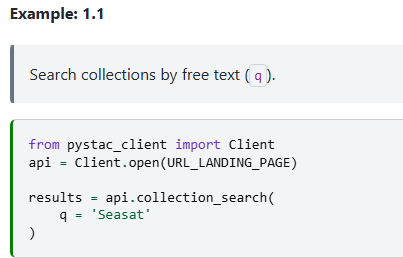 Example: 1.1
Search collections by free text (q).
from pystac_client import Client
api = Client.open(URL_LANDING_PAGE)
results = api.collection_search(
    q = 'Seasat'
)